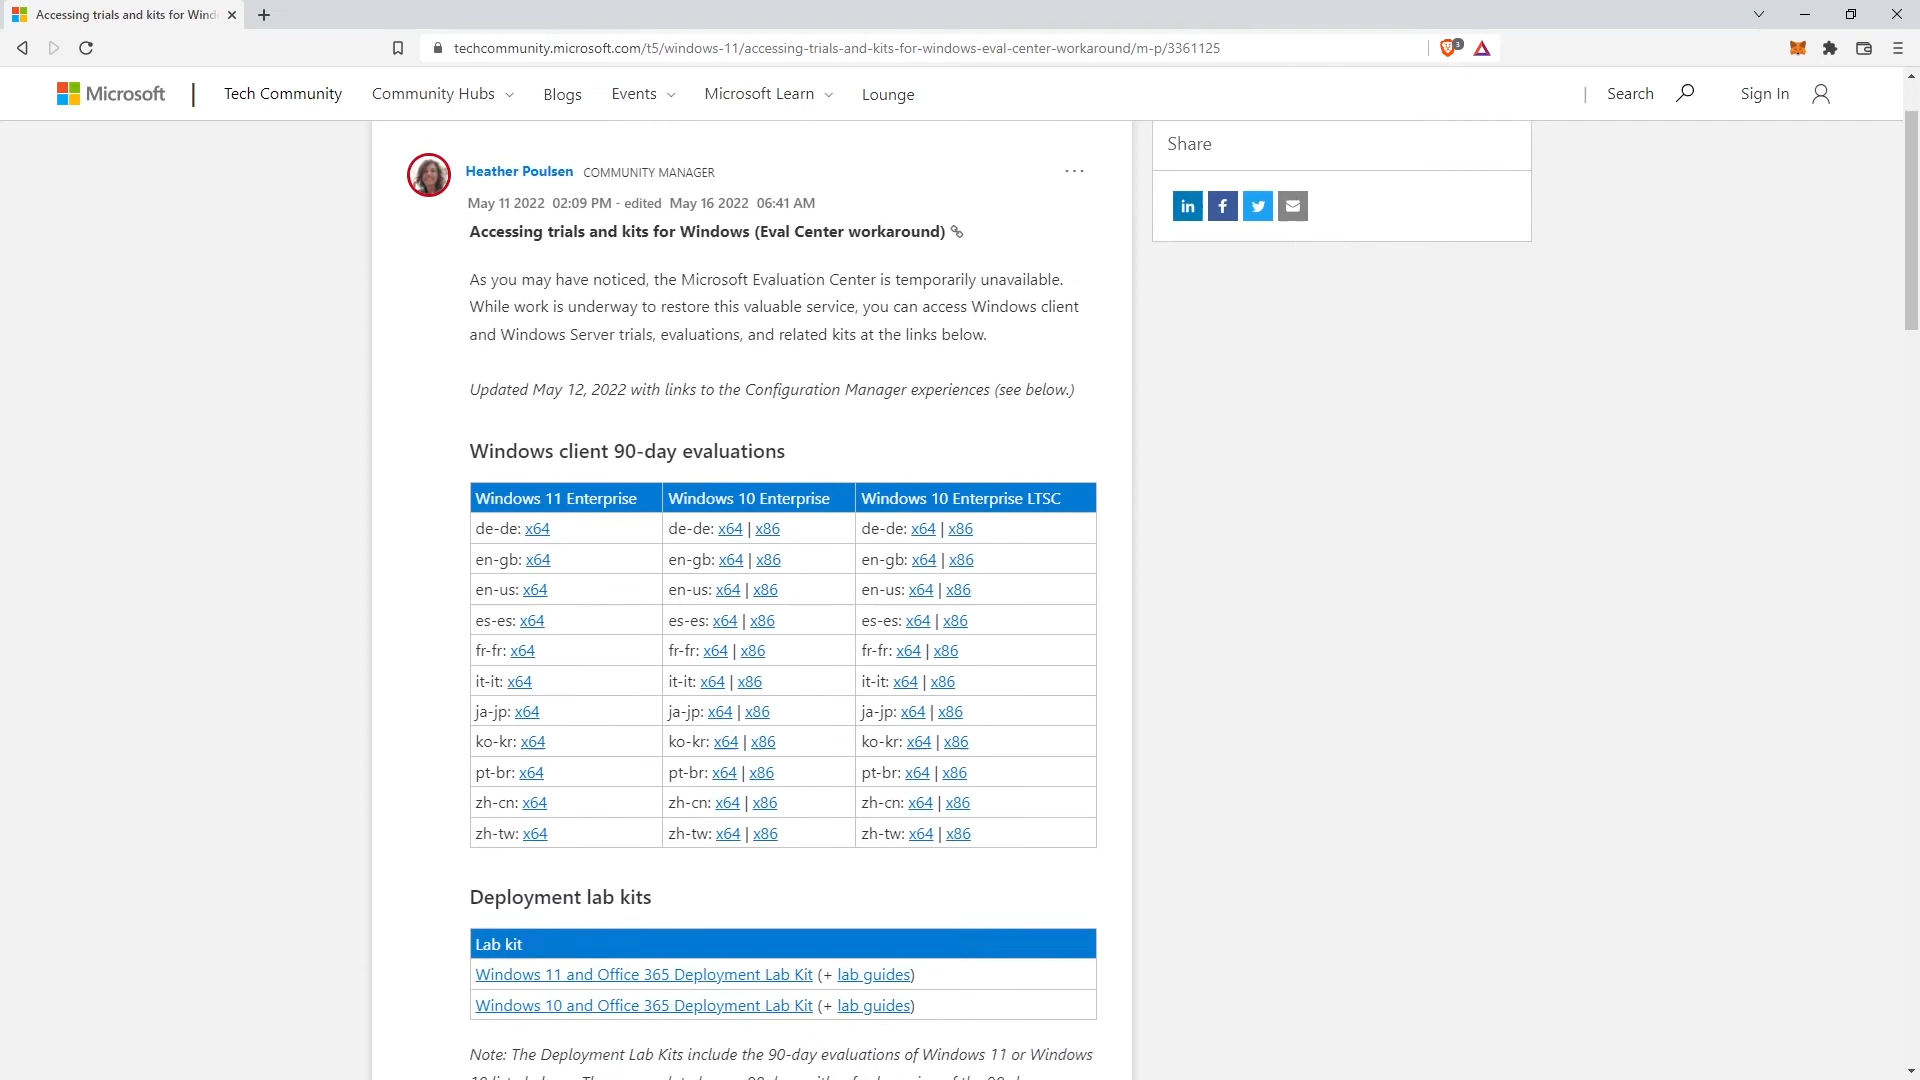 Accessing trials and kits for Wind
techcommunity.microsoft.com/t5/windows-11/accessing-trials-and-kits-for-windows-eval-center-workaround/m-p/3361125
3
Microsoft | Tech Community Community Hubs Blogs Events Microsoft Learn Lounge | Search Sign In
Share
Heather Poulsen COMMUNITY MANAGER
May 11 2022 02:09 PM - edited May 16 2022 06:41 AM
Accessing trials and kits for Windows (Eval Center workaround)
As you may have noticed, the Microsoft Evaluation Center is temporarily unavailable.
While work is underway to restore this valuable service, you can access Windows client
and Windows Server trials, evaluations, and related kits at the links below.
Updated May 12, 2022 with links to the Configuration Manager experiences (see below.)
Windows client 90-day evaluations
Windows 11 Enterprise Windows 10 Enterprise Windows 10 Enterprise LTSC
de-de: x64 de-de: x64 | x86 de-de: x64 | x86
en-gb: x64 en-gb: x64 | x86 en-gb: x64 | x86
en-us: x64 en-us: x64 | x86 en-us: x64 | x86
es-es: x64 es-es: x64 | x86 es-es: x64 | x86
fr-fr: x64 fr-fr: x64 | x86 fr-fr: x64 | x86
it-it: x64 it-it: x64 | x86 it-it: x64 | x86
ja-jp: x64 ja-jp: x64 | x86 ja-jp: x64 | x86
ko-kr: x64 ko-kr: x64 | x86 ko-kr: x64 | x86
pt-br: x64 pt-br: x64 | x86 pt-br: x64 | x86
zh-cn: x64 zh-cn: x64 | x86 zh-cn: x64 | x86
zh-tw: x64 zh-tw: x64 | x86 zh-tw: x64 | x86
Deployment lab kits
Lab kit
Windows 11 and Office 365 Deployment Lab Kit (+ lab guides)
Windows 10 and Office 365 Deployment Lab Kit (+ lab guides)
Note: The Deployment Lab Kits include the 90-day evaluations of Windows 11 or Windows